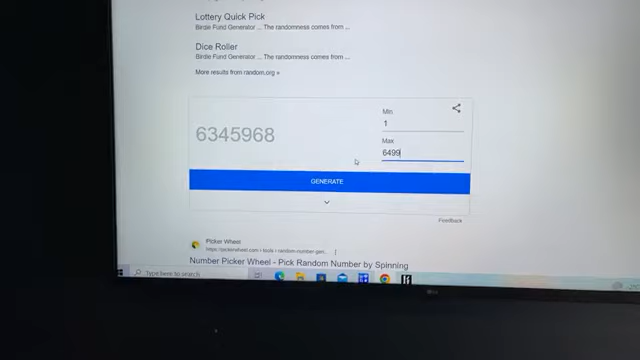 Lottery Quick Pick
Birdie Fund Generator ... The randomness comes from ...
Dice Roller
Birdie Fund Generator ... The randomness comes from ...
More results from random.org »
Min
1
6345968
Max
6499
GENERATE
Feedback
Picker Wheel
Number Picker Wheel - Pick Random Number by Spinning
Type here to search
LG